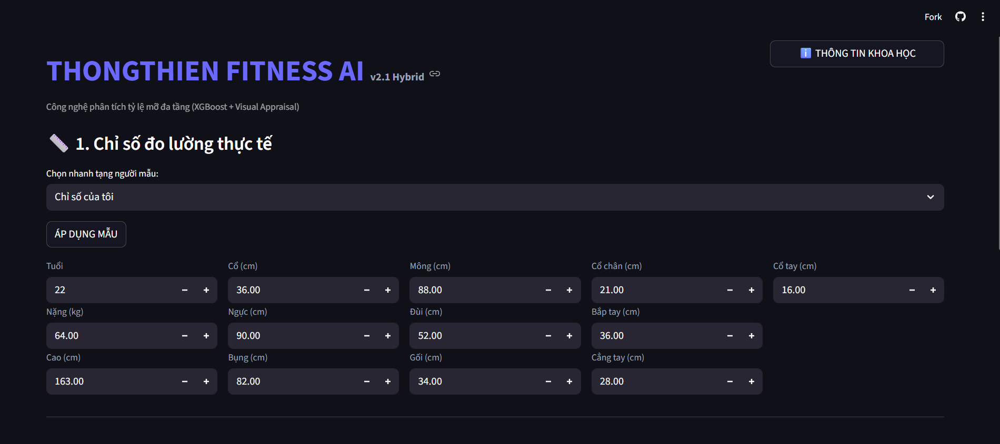 Fork
THÔNG TIN KHOA HỌC
THONGTHIEN FITNESS AI v2.1 Hybrid
Công nghệ phân tích tỷ lệ mỡ đa tầng (XGBoost + Visual Appraisal)
1. Chỉ số đo lường thực tế
Chọn nhanh tạng người mẫu:
Chỉ số của tôi
ÁP DỤNG MẪU
Tuổi Cổ (cm) Mông (cm) Cổ chân (cm) Cổ tay (cm)
22 36.00 88.00 21.00 16.00
Nặng (kg) Ngực (cm) Đùi (cm) Bắp tay (cm)
64.00 90.00 52.00 36.00
Cao (cm) Bụng (cm) Gối (cm) Cẳng tay (cm)
163.00 82.00 34.00 28.00